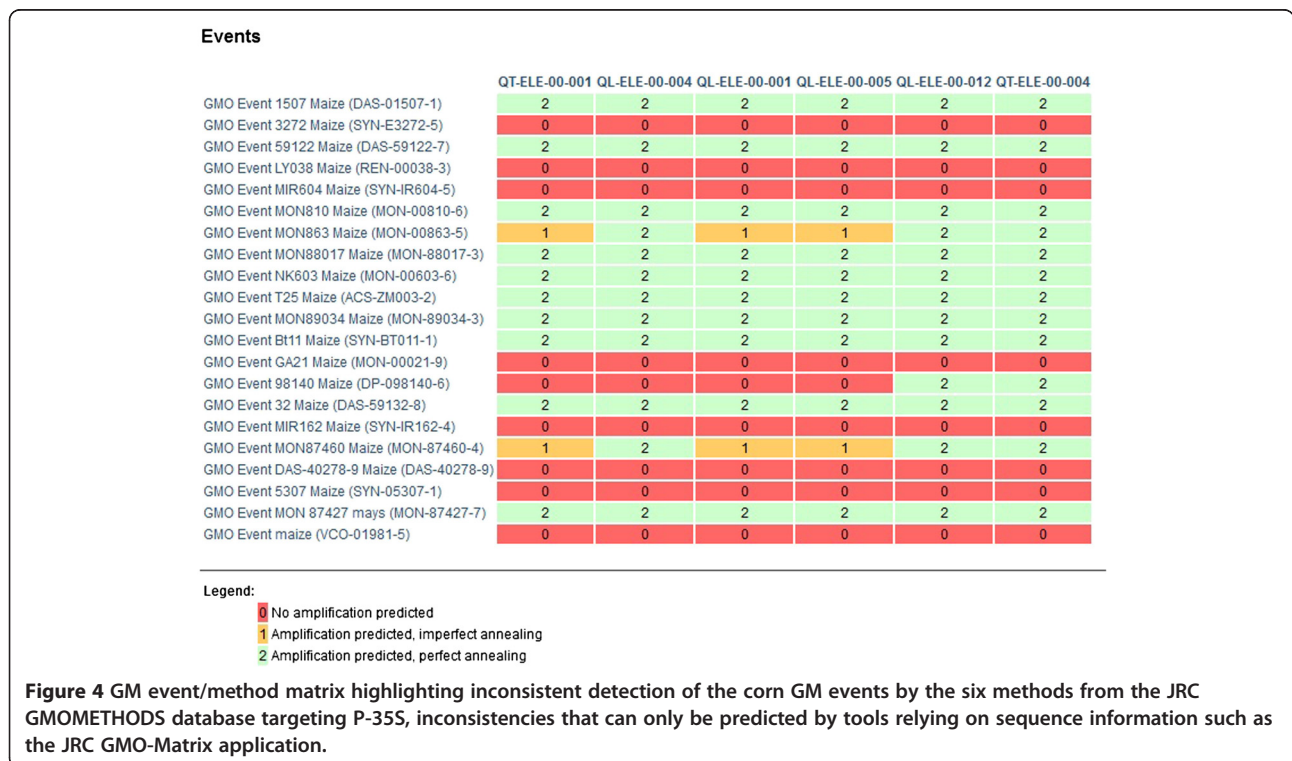 Events
QT-ELE-00-001 QL-ELE-00-004 QL-ELE-00-001 QL-ELE-00-005 QL-ELE-00-012 QT-ELE-00-004
GMO Event 1507 Maize (DAS-01507-1) 2 2 2 2 2 2
GMO Event 3272 Maize (SYN-E3272-5) 0 0 0 0 0 0
GMO Event 59122 Maize (DAS-59122-7) 2 2 2 2 2 2
GMO Event LY038 Maize (REN-00038-3) 0 0 0 0 0 0
GMO Event MIR604 Maize (SYN-IR604-5) 0 0 0 0 0 0
GMO Event MON810 Maize (MON-00810-6) 2 2 2 2 2 2
GMO Event MON863 Maize (MON-00863-5) 1 2 1 1 2 2
GMO Event MON88017 Maize (MON-88017-3) 2 2 2 2 2 2
GMO Event NK603 Maize (MON-00603-6) 2 2 2 2 2 2
GMO Event T25 Maize (ACS-ZM003-2) 2 2 2 2 2 2
GMO Event MON89034 Maize (MON-89034-3) 2 2 2 2 2 2
GMO Event Bt11 Maize (SYN-BT011-1) 2 2 2 2 2 2
GMO Event GA21 Maize (MON-00021-9) 0 0 0 0 0 0
GMO Event 98140 Maize (DP-098140-6) 0 0 0 0 2 2
GMO Event 32 Maize (DAS-59132-8) 2 2 2 2 2 2
GMO Event MIR162 Maize (SYN-IR162-4) 0 0 0 0 0 0
GMO Event MON87460 Maize (MON-87460-4) 1 2 1 1 2 2
GMO Event DAS-40278-9 Maize (DAS-40278-9) 0 0 0 0 0 0
GMO Event 5307 Maize (SYN-05307-1) 0 0 0 0 0 0
GMO Event MON 87427 mays (MON-87427-7) 2 2 2 2 2 2
GMO Event maize (VCO-01981-5) 0 0 0 0 0 0
Legend:
0 No amplification predicted
1 Amplification predicted, imperfect annealing
2 Amplification predicted, perfect annealing
Figure 4 GM event/method matrix highlighting inconsistent detection of the corn GM events by the six methods from the JRC
GMOMETHODS database targeting P-35S, inconsistencies that can only be predicted by tools relying on sequence information such as
the JRC GMO-Matrix application.